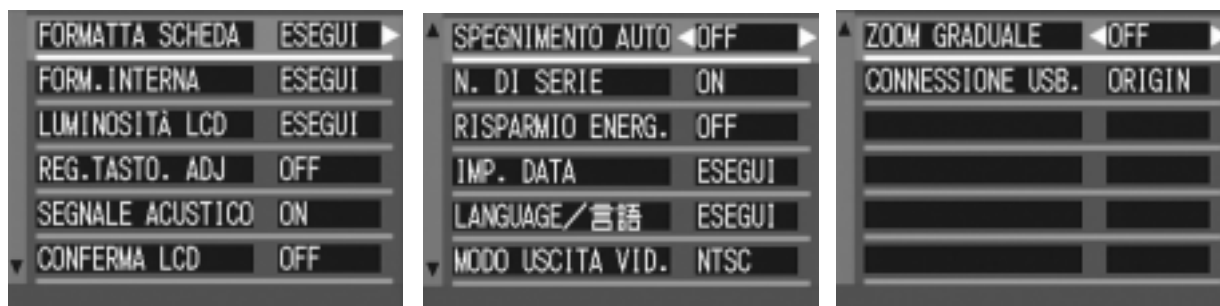 FORMATTA SCHEDA ESEGUI
FORM.INTERNA ESEGUI
LUMINOSITÀ LCD ESEGUI
REG.TASTO. ADJ OFF
SEGNALE ACUSTICO ON
CONFERMA LCD OFF
SPEGNIMENTO AUTO OFF
N. DI SERIE ON
RISPARMIO ENERG. OFF
IMP. DATA ESEGUI
LANGUAGE/言語 ESEGUI
MODO USCITA VID. NTSC
ZOOM GRADUALE OFF
CONNESSIONE USB. ORIGIN